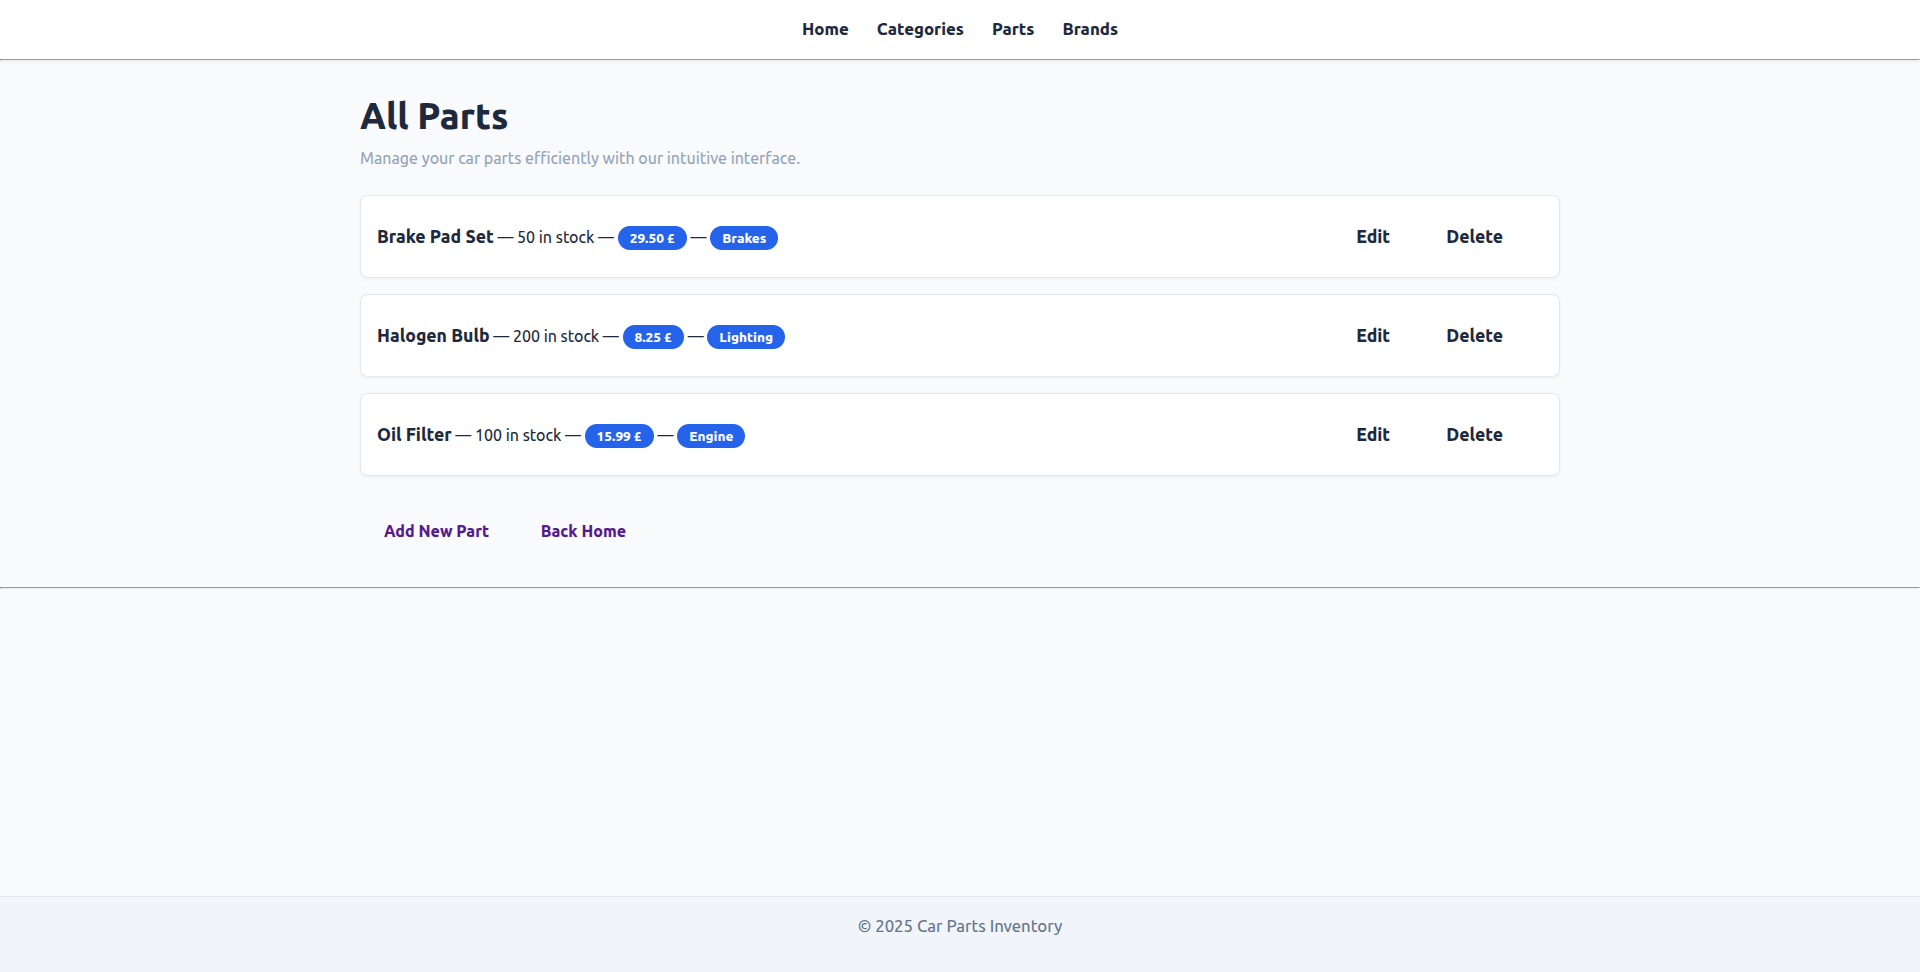 Home Categories Parts Brands
All Parts
Manage your car parts efficiently with our intuitive interface.
Brake Pad Set — 50 in stock — 29.50 £ — Brakes Edit Delete
Halogen Bulb — 200 in stock — 8.25 £ — Lighting Edit Delete
Oil Filter — 100 in stock — 15.99 £ — Engine Edit Delete
Add New Part Back Home
© 2025 Car Parts Inventory